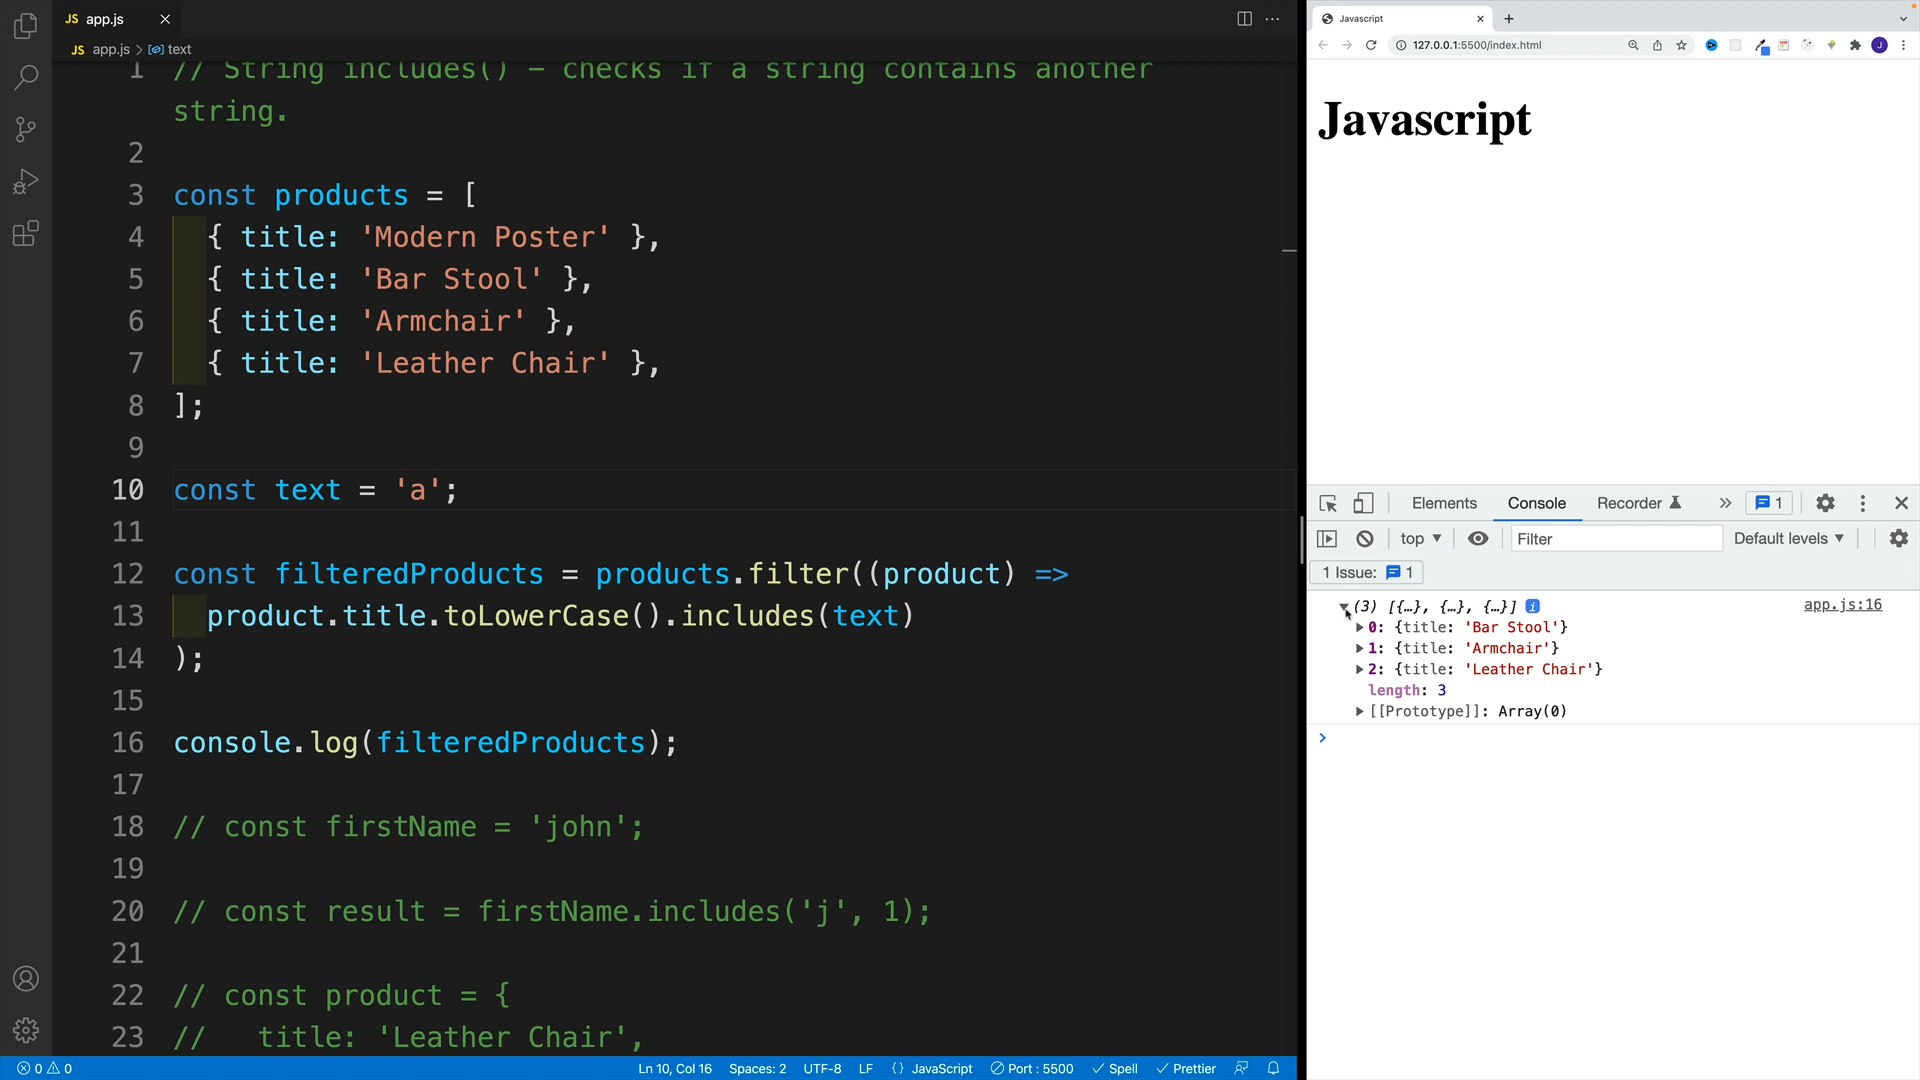 JS app.js
JS app.js > text
1 // String includes() – checks if a string contains another
string.
2
3 const products = [
4 { title: 'Modern Poster' },
5 { title: 'Bar Stool' },
6 { title: 'Armchair' },
7 { title: 'Leather Chair' },
8 ];
9
10 const text = 'a';
11
12 const filteredProducts = products.filter((product) =>
13 product.title.toLowerCase().includes(text)
14 );
15
16 console.log(filteredProducts);
17
18 // const firstName = 'john';
19
20 // const result = firstName.includes('j', 1);
21
22 // const product = {
23 // title: 'Leather Chair',
0 0
Ln 10, Col 16 Spaces: 2 UTF-8 LF {} JavaScript Port : 5500 Spell Prettier
Javascript
127.0.0.1:5500/index.html J
Javascript
Elements Console Recorder 1
top Filter Default levels
1 Issue: 1
(3) [{…}, {…}, {…}] i app.js:16
0: {title: 'Bar Stool'}
1: {title: 'Armchair'}
2: {title: 'Leather Chair'}
length: 3
[[Prototype]]: Array(0)